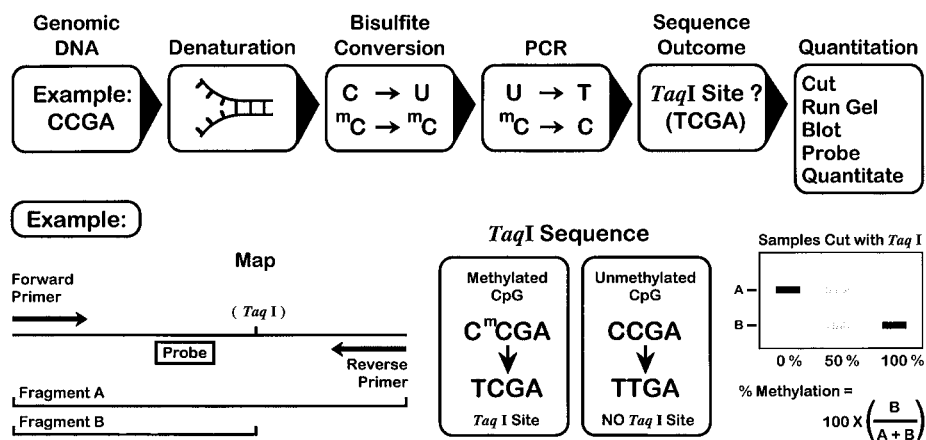 Genomic
DNA
Denaturation
Bisulfite
Conversion
PCR
Sequence
Outcome
Quantitation
Example:
CCGA
C → U
mC → mC
U → T
mC → C
TaqI Site ?
(TCGA)
Cut
Run Gel
Blot
Probe
Quantitate
Example:
Map
Forward
Primer
( Taq I )
Probe
Reverse
Primer
Fragment A
Fragment B
TaqI Sequence
Methylated
CpG
CmCGA
TCGA
Taq I Site
Unmethylated
CpG
CCGA
TTGA
NO Taq I Site
Samples Cut with Taq I
A
B
0 % 50 % 100 %
% Methylation =
100 X ( B
A + B )